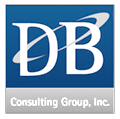 DB
Consulting Group, Inc.